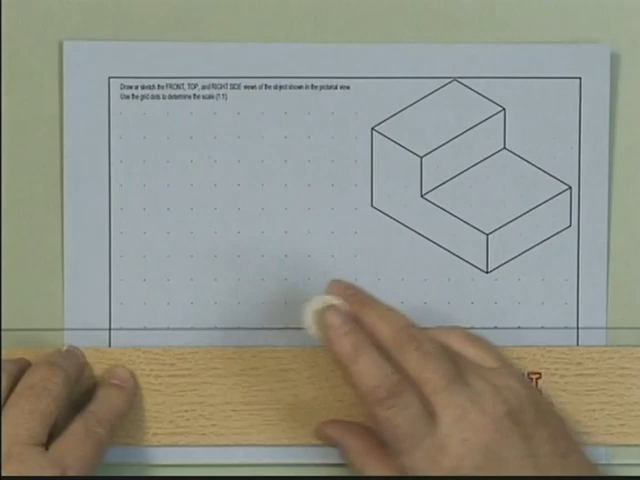 Draw or sketch the FRONT, TOP, and RIGHT SIDE views of the object shown in the pictorial view.
Use the grid dots to determine the scale (1:1)